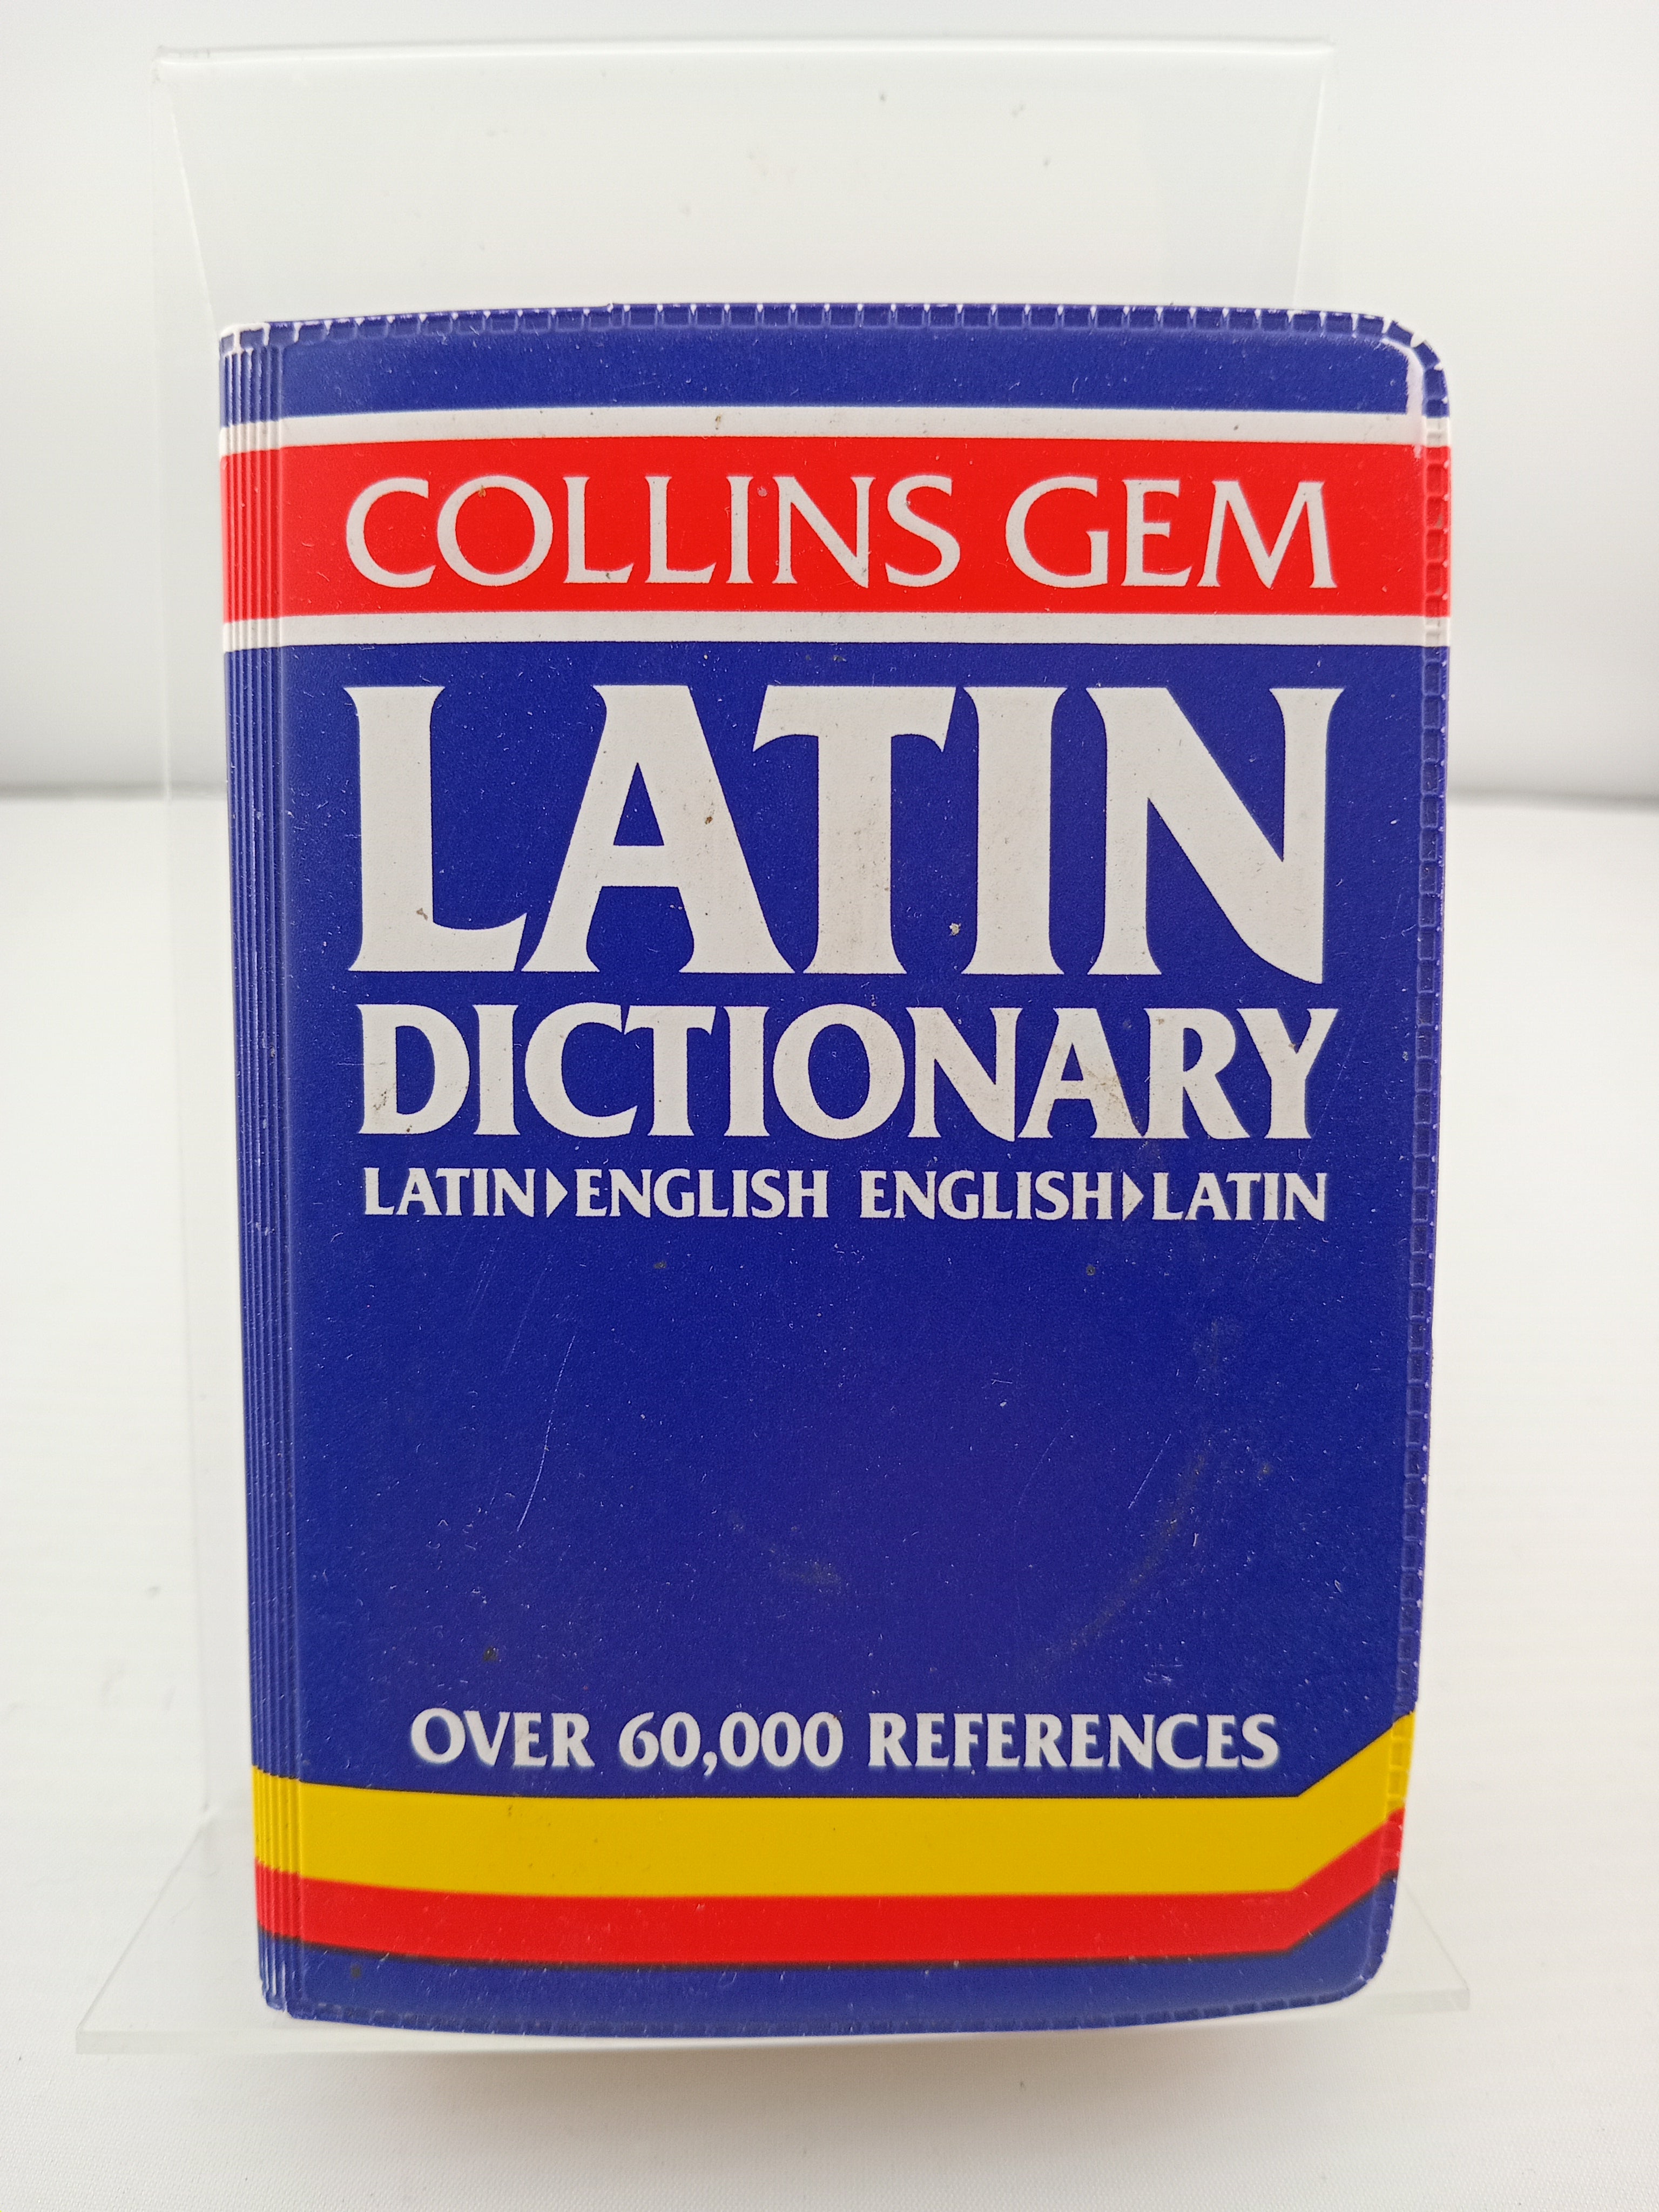 COLLINS GEM
LATIN
DICTIONARY
LATIN▶ENGLISH ENGLISH▶LATIN
OVER 60,000 REFERENCES